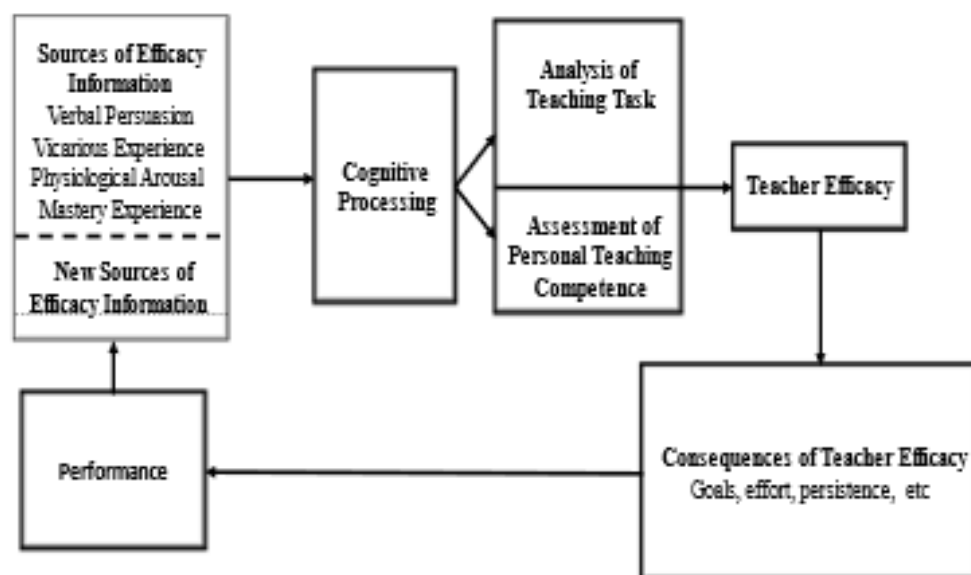 Sources of Efficacy
Information
Verbal Persuasion
Vicarious Experience
Physiological Arousal
Mastery Experience
New Sources of
Efficacy Information
Cognitive
Processing
Analysis of
Teaching Task
Assessment of
Personal Teaching
Competence
Teacher Efficacy
Consequences of Teacher Efficacy
Goals, effort, persistence, etc
Performance